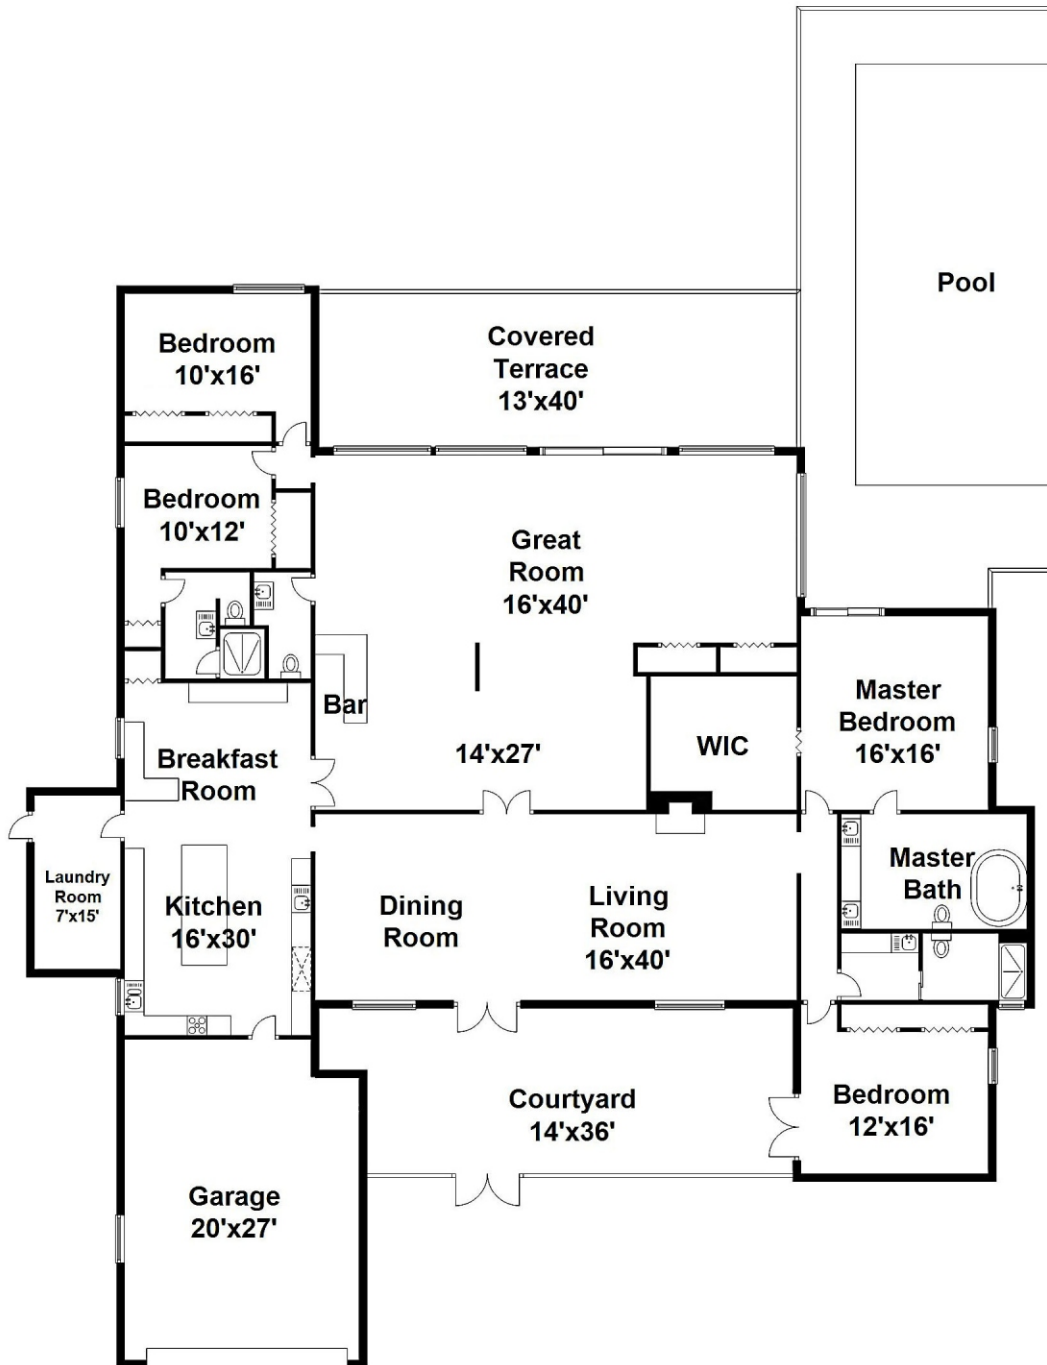 Pool
Covered
Terrace
13'x40'
Bedroom
10'x16'
Bedroom
10'x12'
Great
Room
16'x40'
Bar
14'x27'
WIC
Master
Bedroom
16'x16'
Breakfast
Room
Laundry
Room
7'x15'
Kitchen
16'x30'
Dining
Room
Living
Room
16'x40'
Master
Bath
Courtyard
14'x36'
Bedroom
12'x16'
Garage
20'x27'